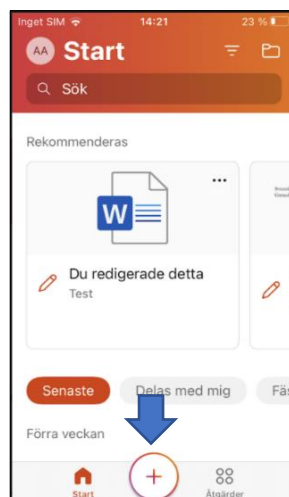 Inget SIM 14:21 23 %
AA Start
Sök
Rekommenderas
W
Du redigerade detta
Test
Senaste Delas med mig Fäs
Förra veckan
Start Åtgärder